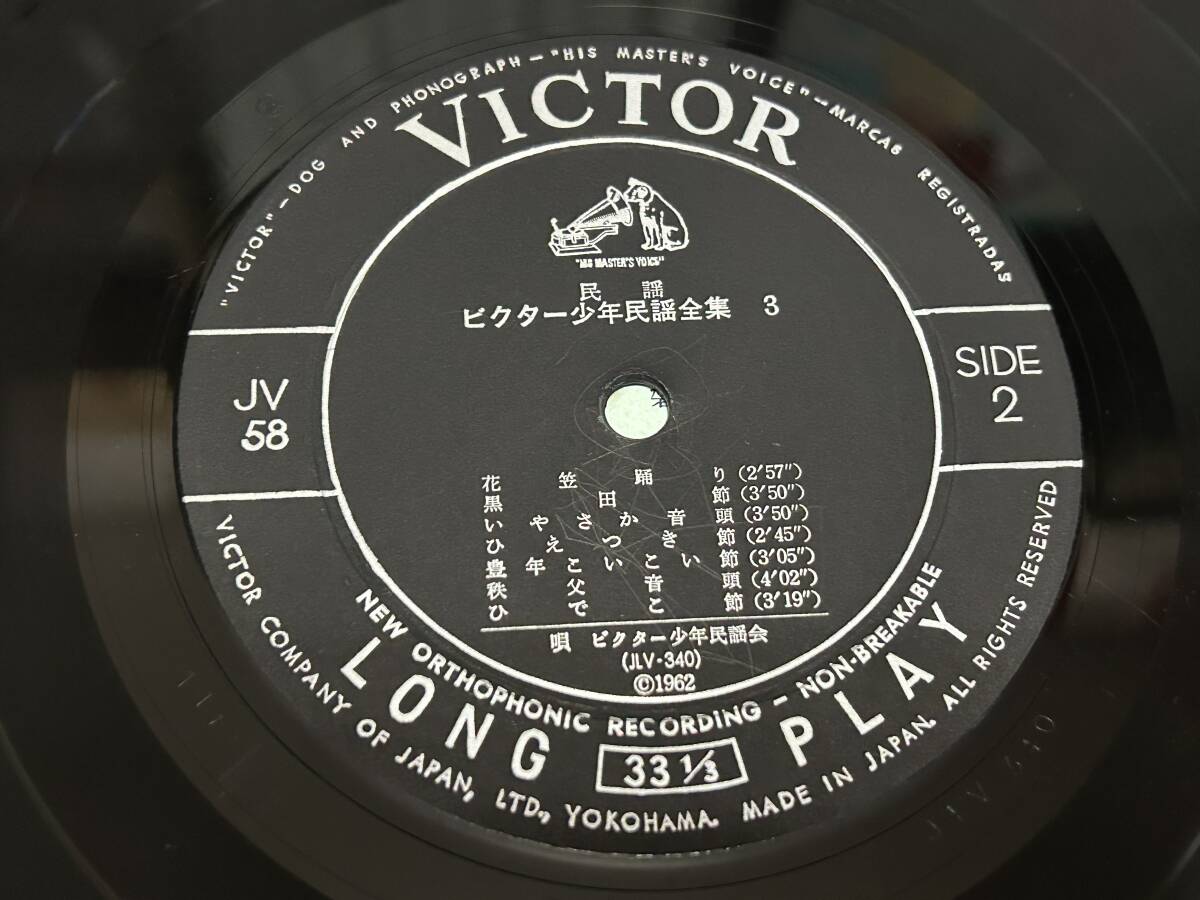 "VICTOR" — DOG AND PHONOGRAPH — "HIS MASTER'S VOICE" — MARCAS REGISTRADAS
VICTOR
"HIS MASTER'S VOICE"
民謡
ビクター少年民謡全集 3
JV
58
SIDE
2
花笠踊り (2'57")
黒田節 (3'50")
いやさか音頭 (3'50")
ひえつき節 (2'45")
豊年こいこい節 (3'05")
秩父音頭 (4'02")
ひでこ節 (3'19")
唄 ビクター少年民謡会
(JLV-340)
©1962
NEW ORTHOPHONIC RECORDING — NON-BREAKABLE
LONG PLAY
33 1/3
VICTOR COMPANY OF JAPAN, LTD., YOKOHAMA. MADE IN JAPAN. ALL RIGHTS RESERVED